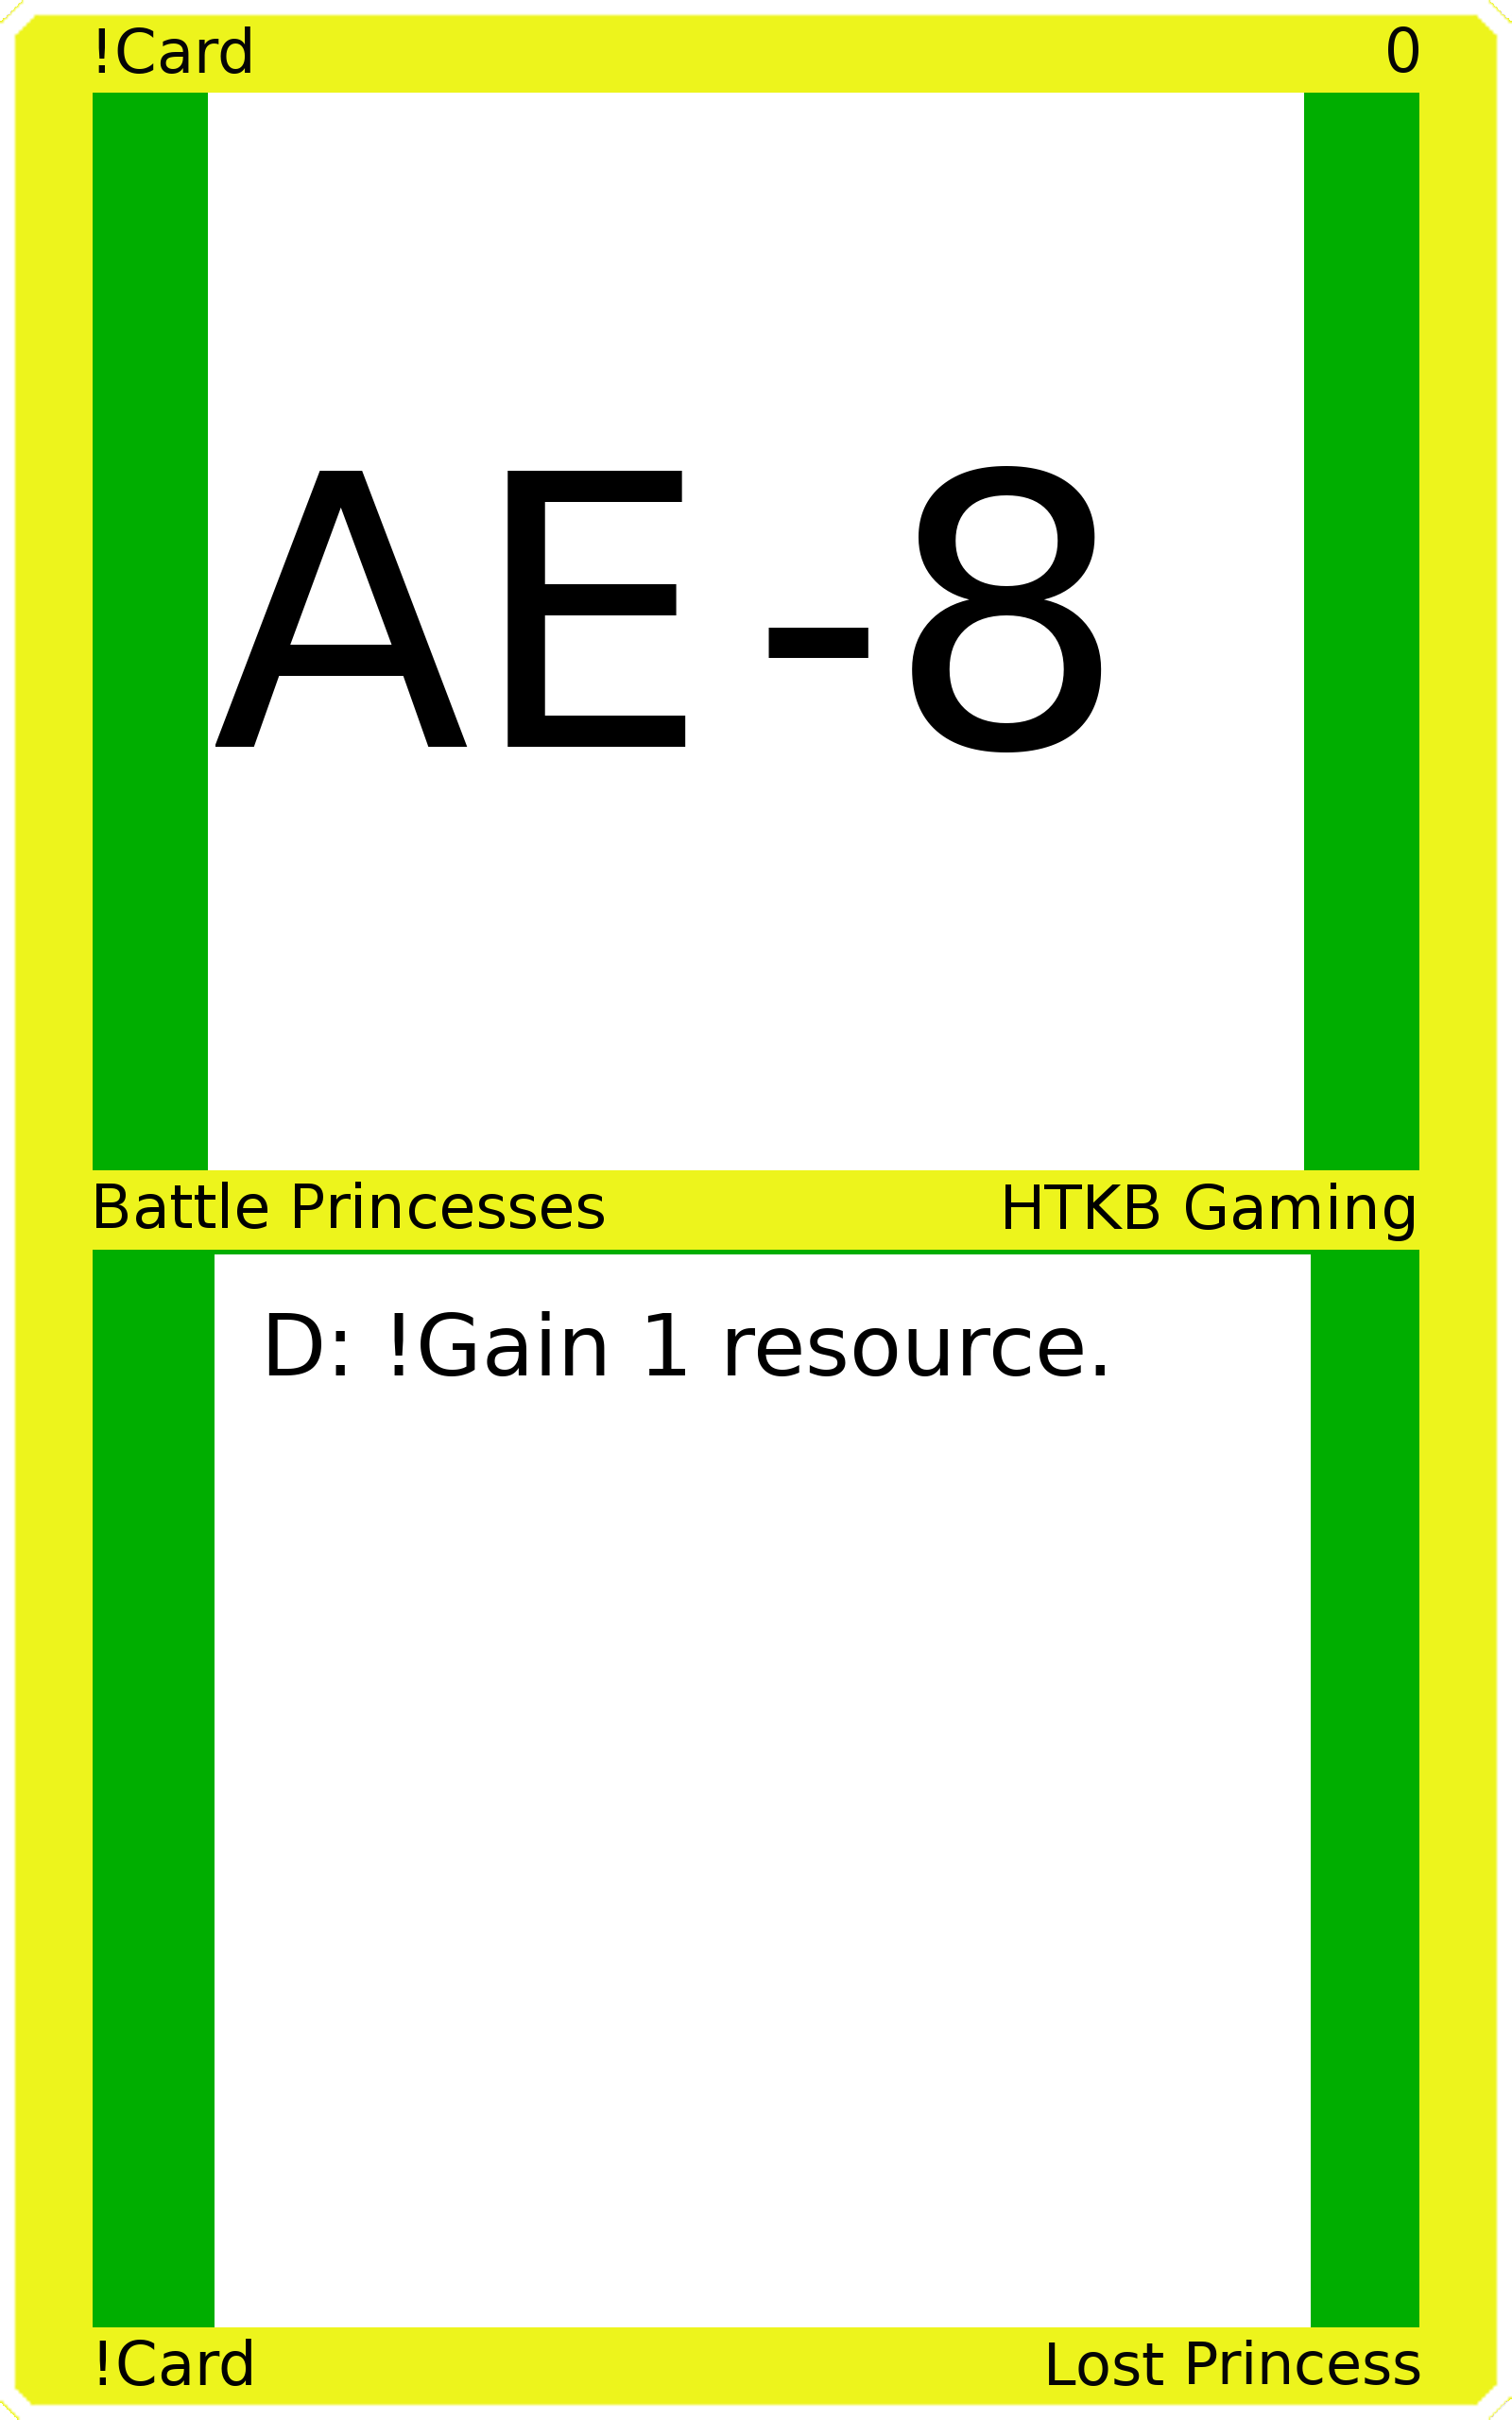 !Card 0
AE-8
Battle Princesses HTKB Gaming
D: !Gain 1 resource.
!Card Lost Princess